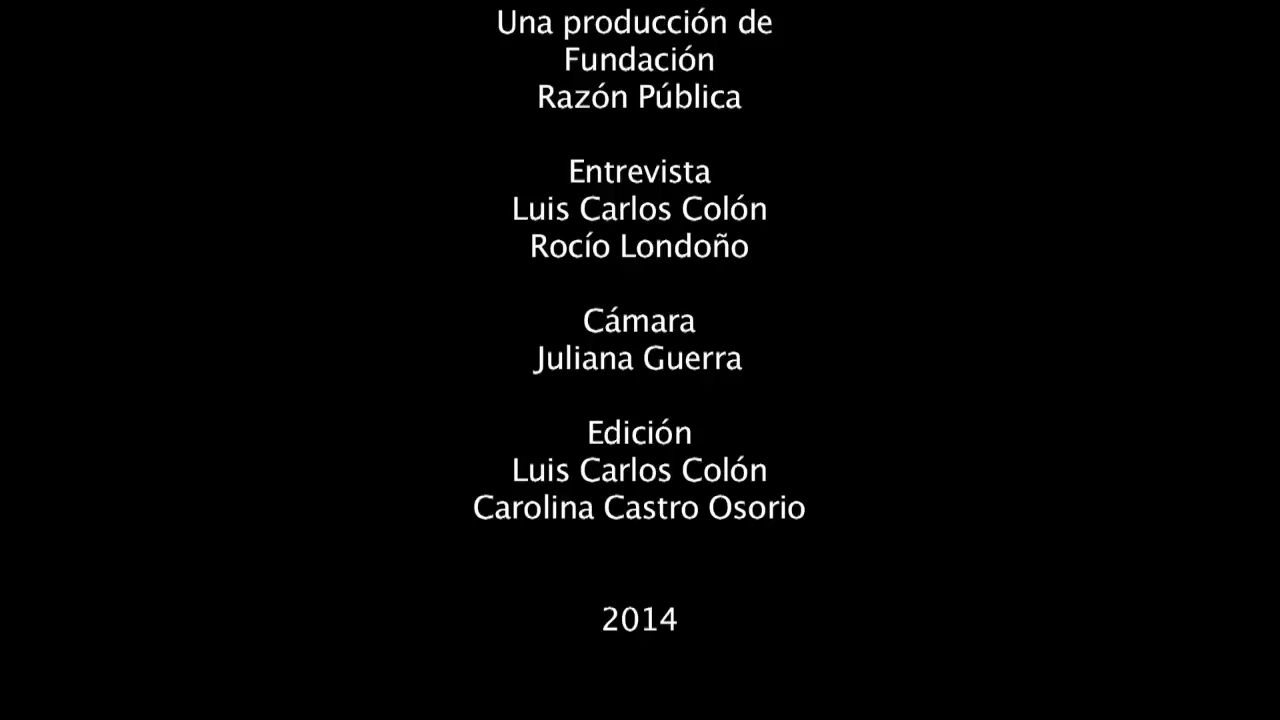 Una producción de
Fundación
Razón Pública
Entrevista
Luis Carlos Colón
Rocío Londoño
Cámara
Juliana Guerra
Edición
Luis Carlos Colón
Carolina Castro Osorio
2014